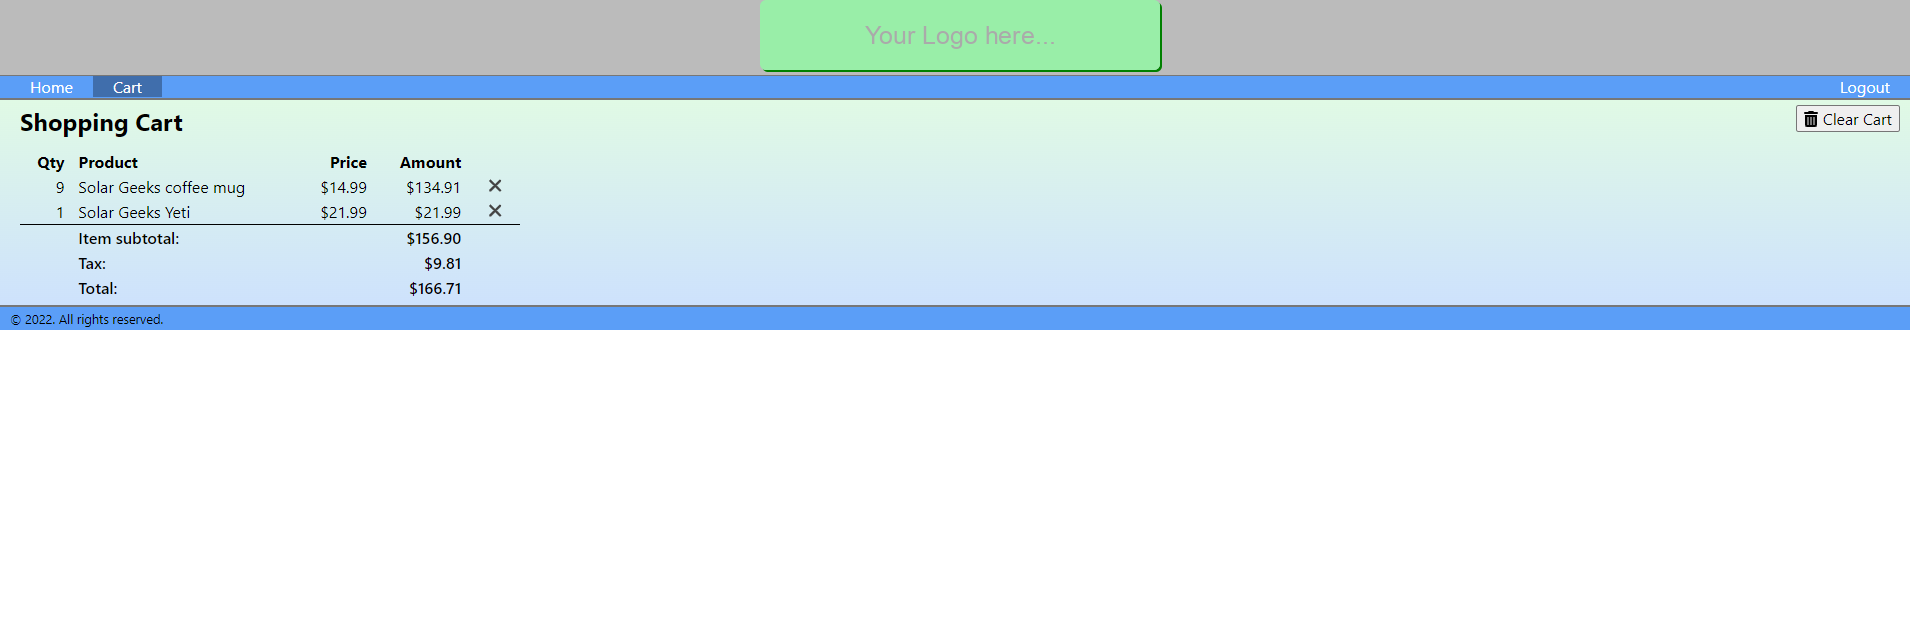 Your Logo here...
Home Cart Logout
Shopping Cart Clear Cart
Qty Product Price Amount
9 Solar Geeks coffee mug $14.99 $134.91
1 Solar Geeks Yeti $21.99 $21.99
Item subtotal: $156.90
Tax: $9.81
Total: $166.71
© 2022. All rights reserved.